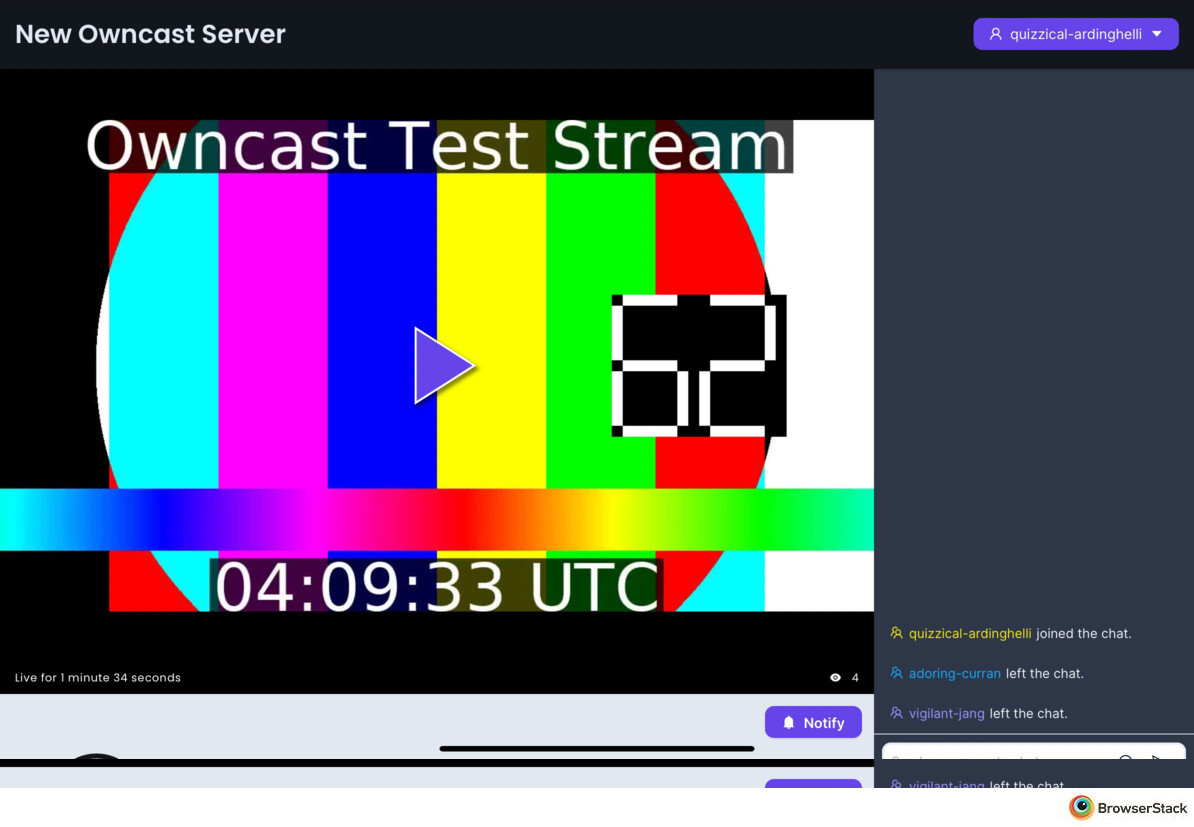 New Owncast Server
quizzical-ardinghelli
Owncast Test Stream
62
04:09:33 UTC
Live for 1 minute 34 seconds
4
Notify
quizzical-ardinghelli joined the chat.
adoring-curran left the chat.
vigilant-jang left the chat.
vigilant-jang left the chat.
BrowserStack